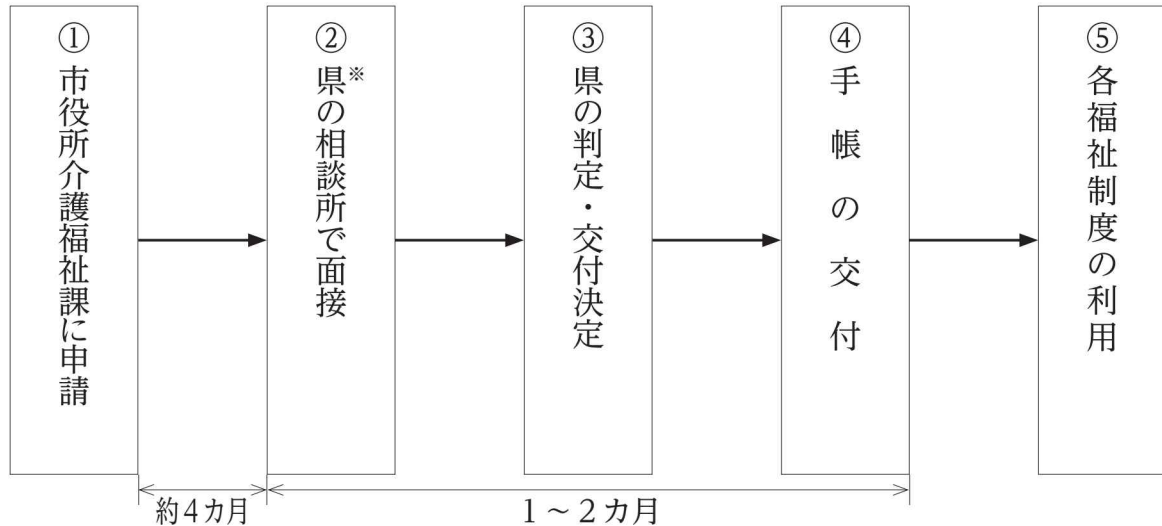 ①市役所介護福祉課に申請
②県※の相談所で面接
③県の判定・交付決定
④手帳の交付
⑤各福祉制度の利用
約4カ月
1～2カ月